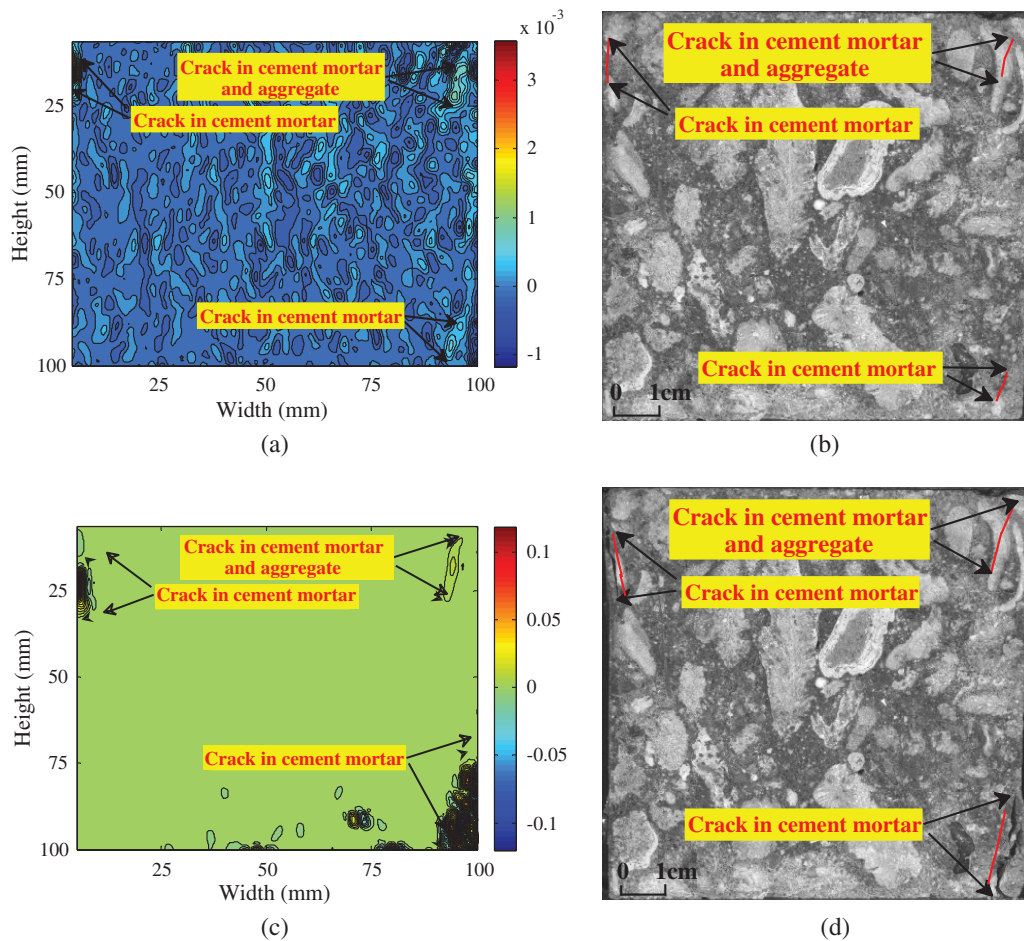 x 10⁻³
Crack in cement mortar
and aggregate
Crack in cement mortar
Crack in cement mortar
25
50
75
100
Height (mm)
25
50
75
100
Width (mm)
3
2
1
0
-1
(a)
Crack in cement mortar
and aggregate
Crack in cement mortar
Crack in cement mortar
0 1cm
(b)
Crack in cement mortar
and aggregate
Crack in cement mortar
Crack in cement mortar
25
50
75
100
Height (mm)
25
50
75
100
Width (mm)
0.1
0.05
0
-0.05
-0.1
(c)
Crack in cement mortar
and aggregate
Crack in cement mortar
Crack in cement mortar
0 1cm
(d)